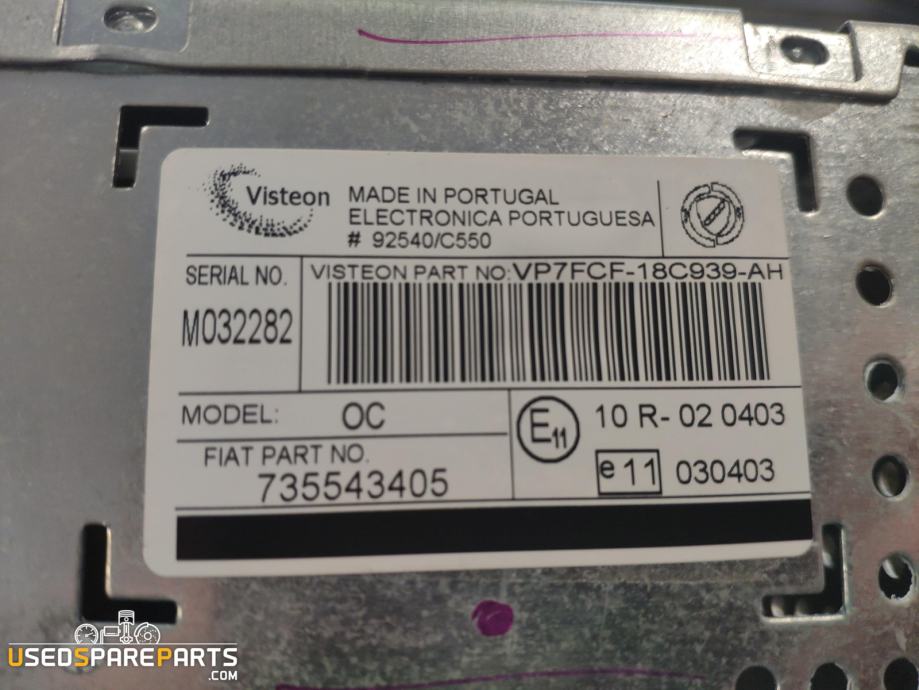 Visteon
MADE IN PORTUGAL
ELECTRONICA PORTUGUESA
# 92540/C550
SERIAL NO.
M032282
VISTEON PART NO: VP7FCF-18C939-AH
MODEL: OC
FIAT PART NO.
735543405
E11 10 R- 02 0403
e11 030403
USEDSPAREPARTS
.COM